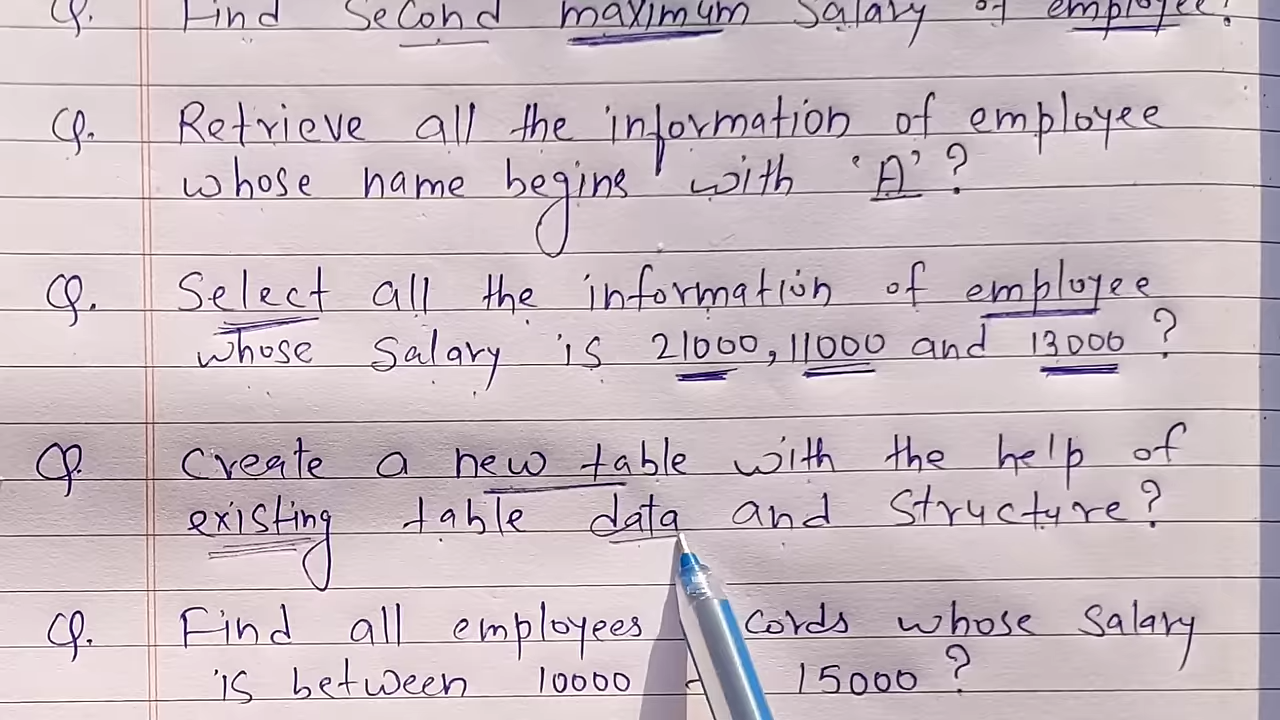 Q. Find Second maximum Salary of employee?
Q. Retrieve all the information of employee
whose name begins with 'A' ?
Q. Select all the information of employee
whose Salary is 21000, 11000 and 13000 ?
Q Create a new table with the help of
existing table data and Structure?
Q. Find all employees cords whose Salary
is between 10000 15000 ?